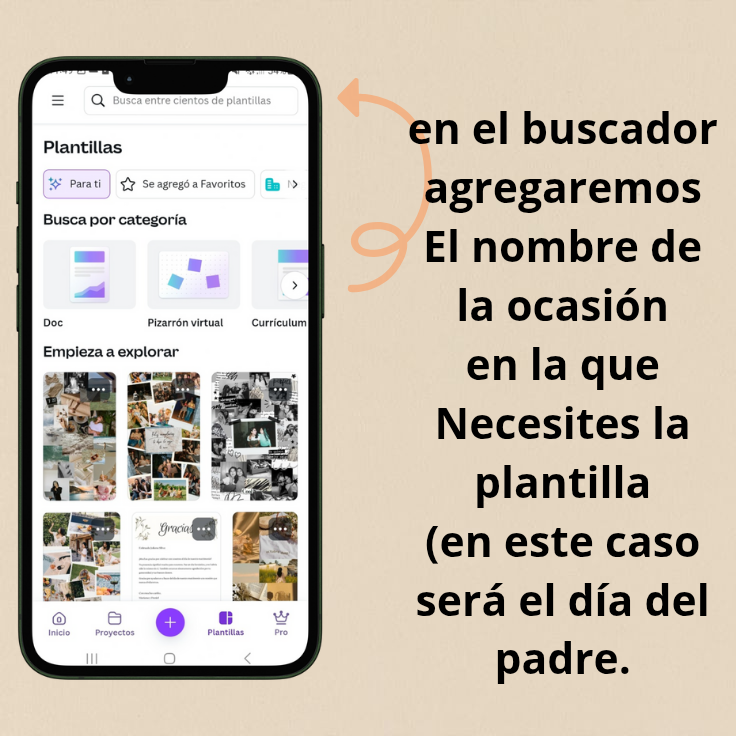 Busca entre cientos de plantillas
Plantillas
Para ti
Se agregó a Favoritos
Busca por categoría
Doc
Pizarrón virtual
Currículum
Empieza a explorar
Gracias
Inicio
Proyectos
Plantillas
Pro
en el buscador
agregaremos
El nombre de
la ocasión
en la que
Necesites la
plantilla
(en este caso
será el día del
padre.